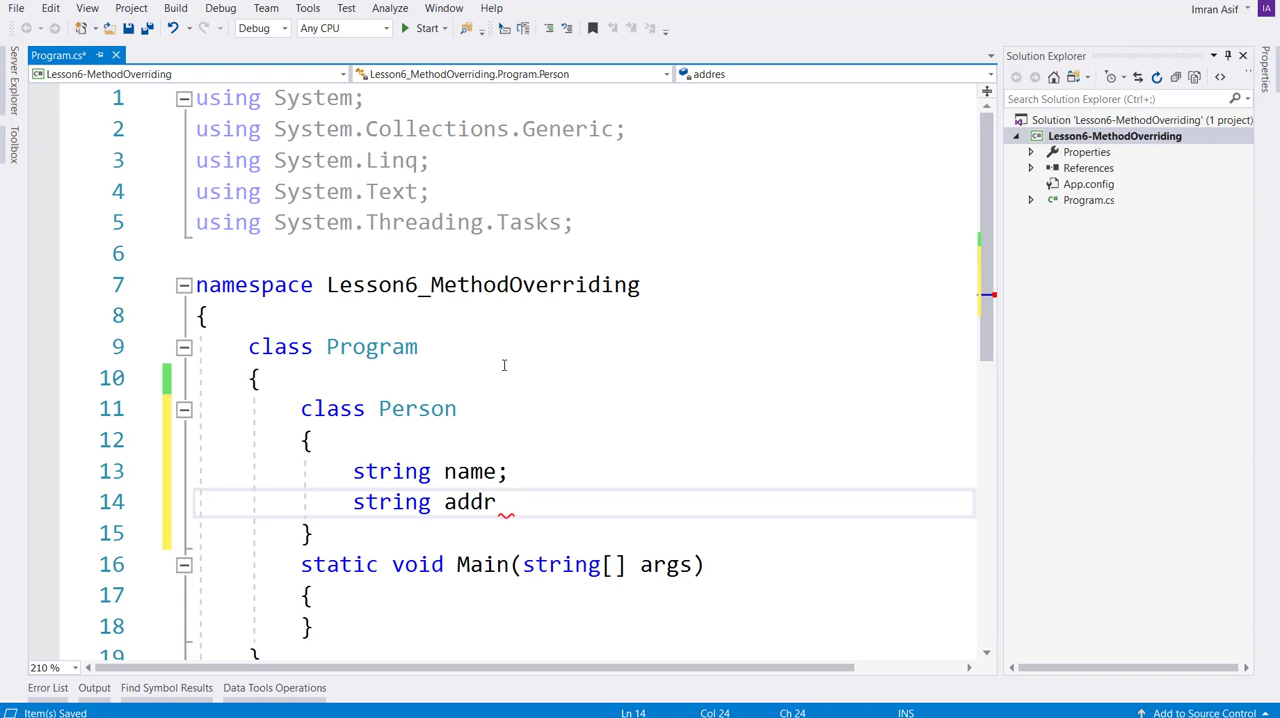 File Edit View Project Build Debug Team Tools Test Analyze Window Help Imran Asif IA
Debug Any CPU Start
Program.cs*
Lesson6-MethodOverriding Lesson6_MethodOverriding.Program.Person addres
Server Explorer
Toolbox
1 using System;
2 using System.Collections.Generic;
3 using System.Linq;
4 using System.Text;
5 using System.Threading.Tasks;
6
7 namespace Lesson6_MethodOverriding
8 {
9 class Program
10 {
11 class Person
12 {
13 string name;
14 string addr
15 }
16 static void Main(string[] args)
17 {
18 }
19 }
210 %
Solution Explorer
Search Solution Explorer (Ctrl+;)
Solution 'Lesson6-MethodOverriding' (1 project)
Lesson6-MethodOverriding
Properties
References
App.config
Program.cs
Properties
Error List Output Find Symbol Results Data Tools Operations
Item(s) Saved Ln 14 Col 24 Ch 24 INS Add to Source Control